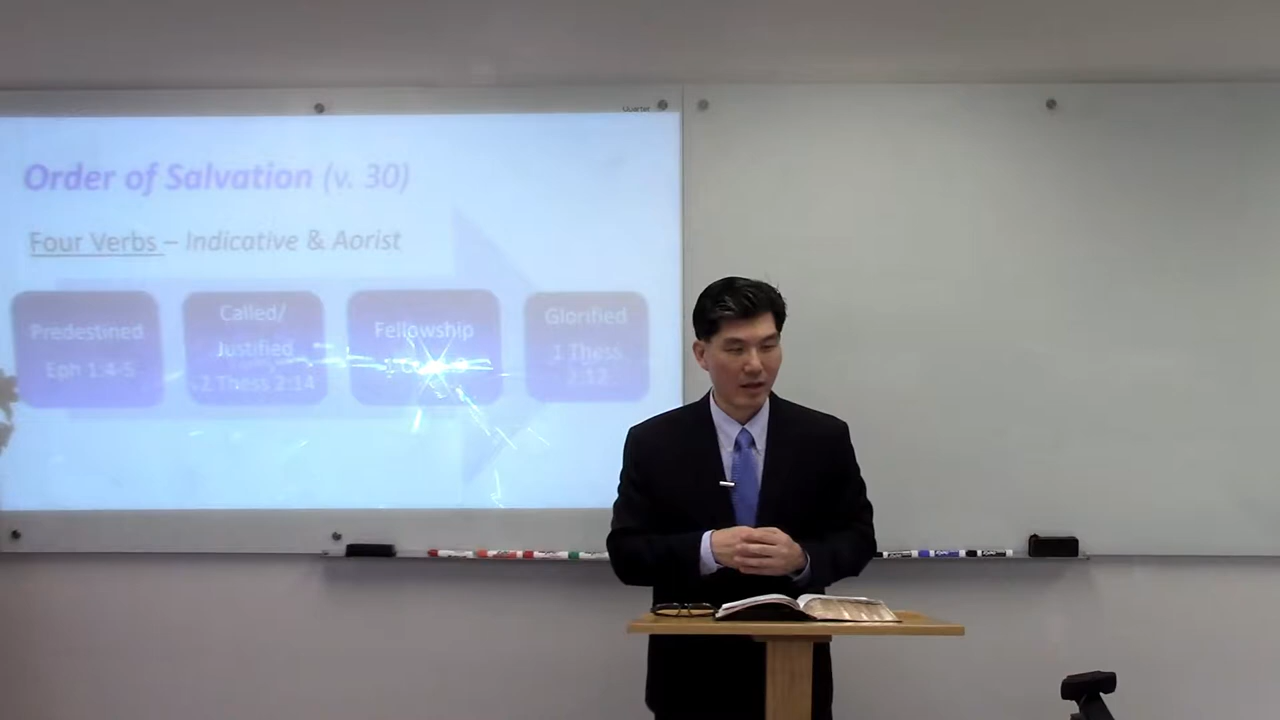 Quarter
Order of Salvation (v. 30)
Four Verbs – Indicative & Aorist
Predestined
Eph 1:4-5
Called/
Justified
2 Thess 2:14
Fellowship
Glorified
1 Thess
2:12